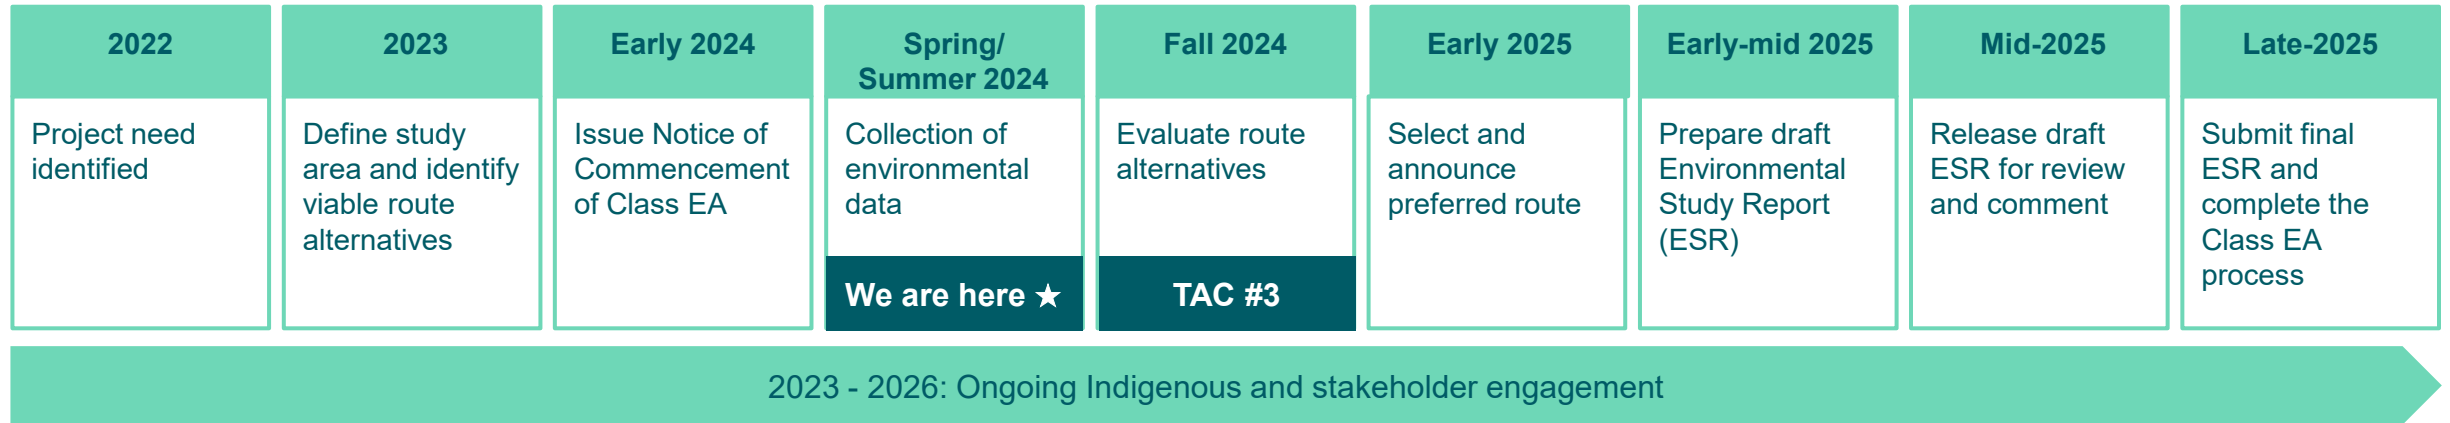 2022
Project need
identified
2023
Define study
area and identify
viable route
alternatives
Early 2024
Issue Notice of
Commencement
of Class EA
Spring/
Summer 2024
Collection of
environmental
data
We are here ★
Fall 2024
Evaluate route
alternatives
TAC #3
Early 2025
Select and
announce
preferred route
Early-mid 2025
Prepare draft
Environmental
Study Report
(ESR)
Mid-2025
Release draft
ESR for review
and comment
Late-2025
Submit final
ESR and
complete the
Class EA
process
2023 - 2026: Ongoing Indigenous and stakeholder engagement